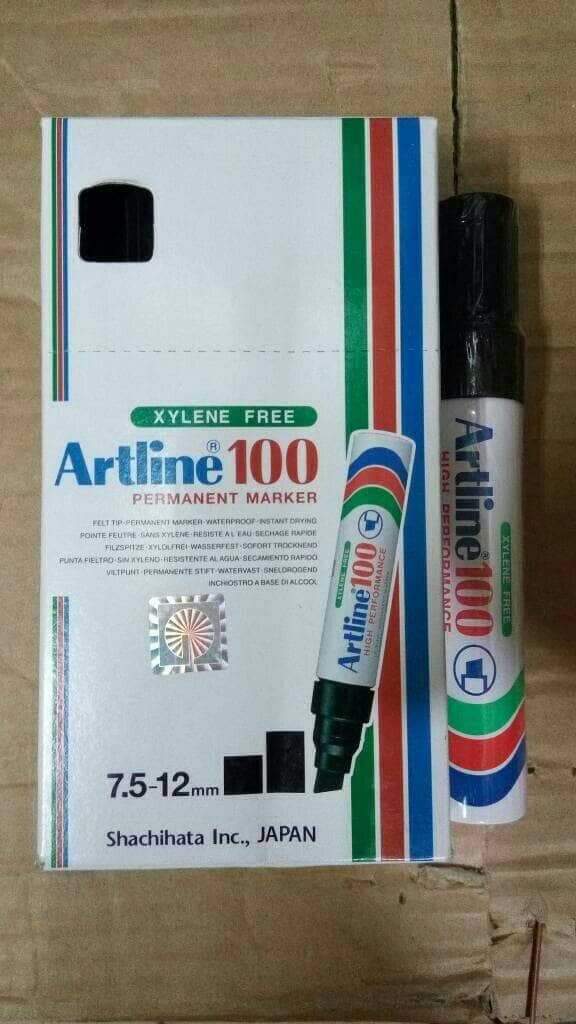 XYLENE FREE
Artline® 100
PERMANENT MARKER
FELT TIP·PERMANENT MARKER·WATERPROOF·INSTANT DRYING
POINTE FEUTRE·SANS XYLENE·RESISTE A L'EAU·SECHAGE RAPIDE
FILZSPITZE·XYLOLFREI·WASSERFEST·SOFORT TROCKNEND
PUNTA FIELTRO·SIN XYLENO·RESISTENTE AL AGUA·SECAMIENTO RAPIDO
VILTPUNT·PERMANENTE STIFT·WATERVAST·SNELDROGEND
INCHIOSTRO A BASE DI ALCOOL
XYLENE FREE
Artline 100
HIGH PERFORMANCE
7.5-12mm
Shachihata Inc., JAPAN
XYLENE FREE
Artline® 100
HIGH PERFORMANCE